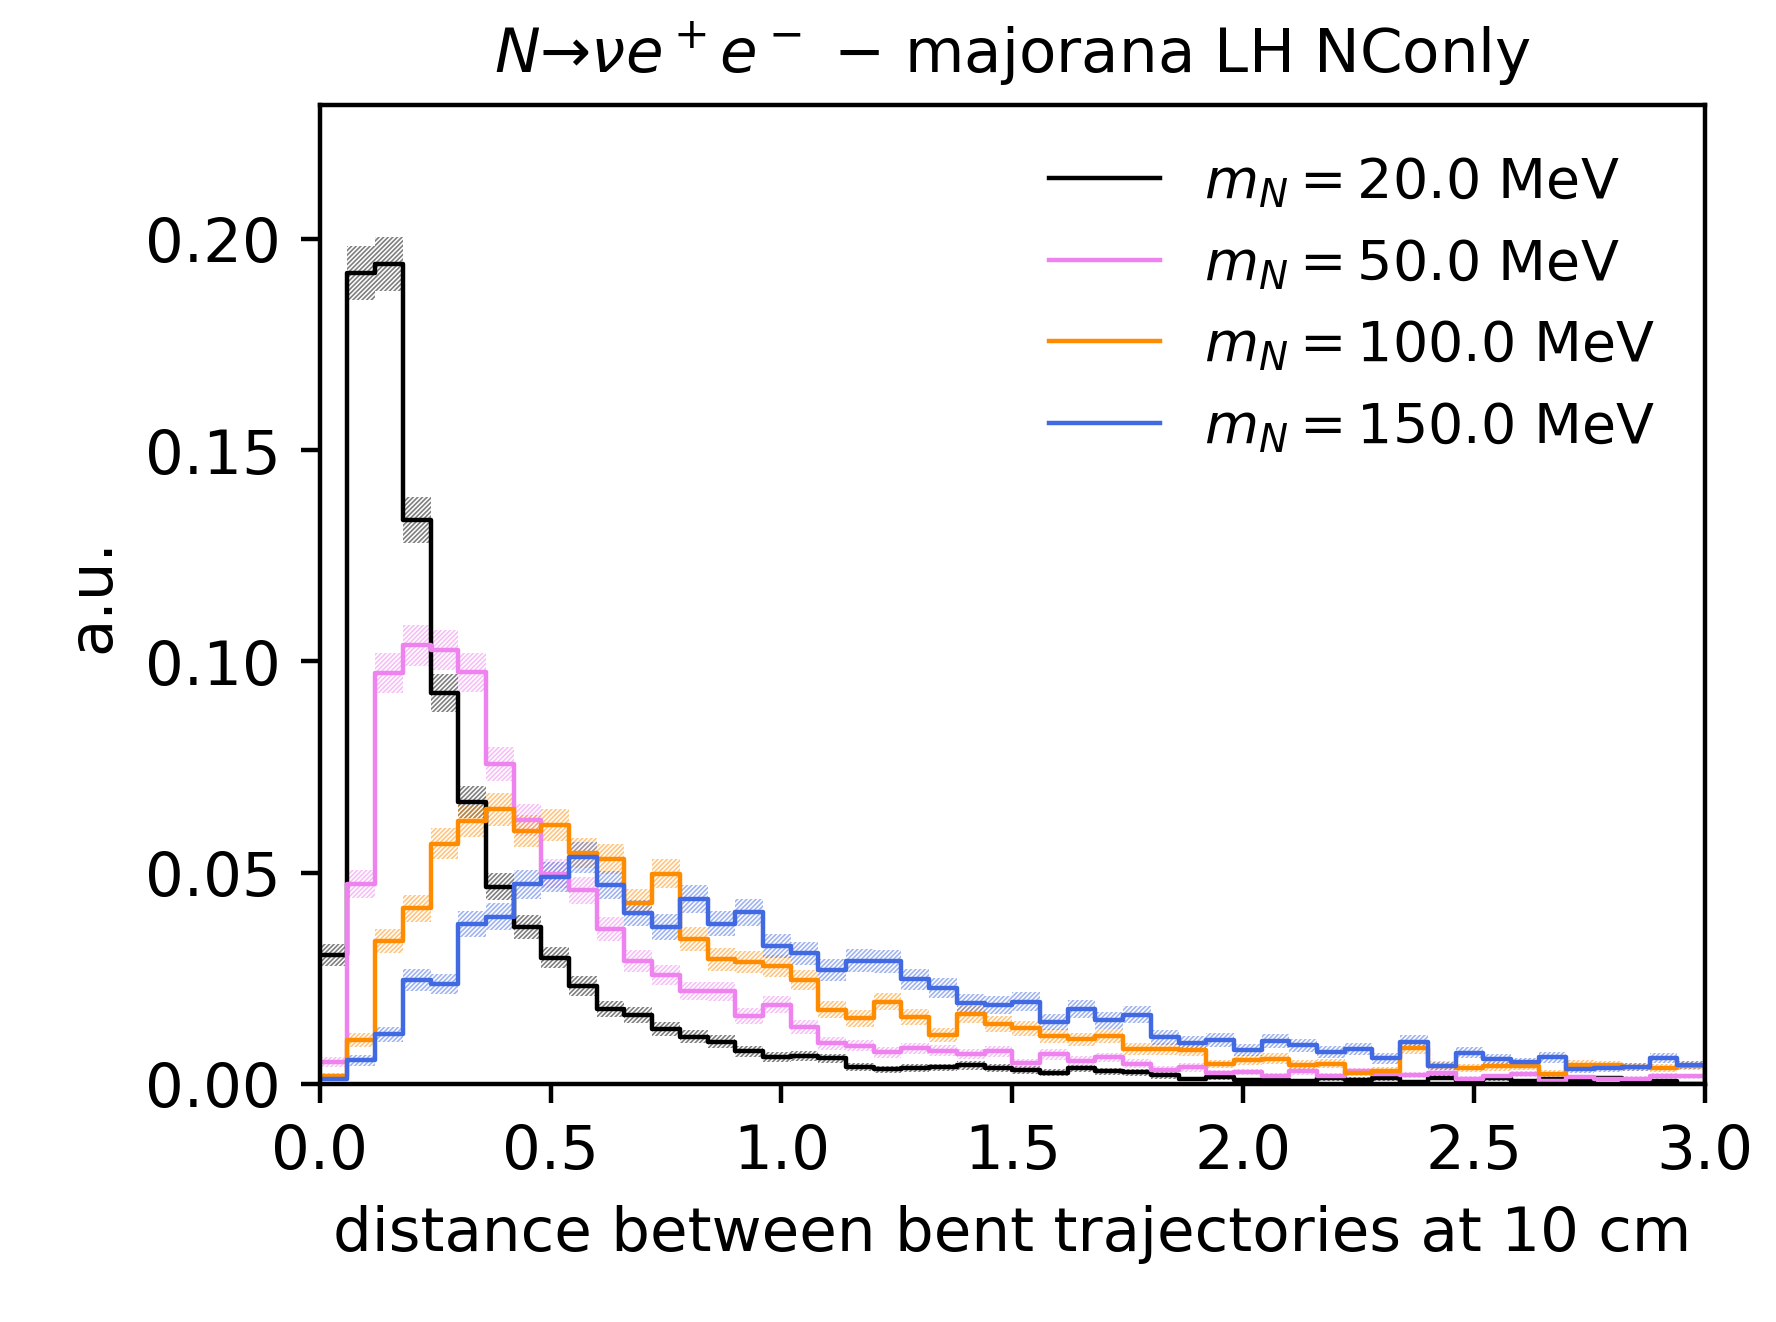 N→νe⁺e⁻ − majorana LH NConly
m_N = 20.0 MeV
m_N = 50.0 MeV
m_N = 100.0 MeV
m_N = 150.0 MeV
a.u.
0.20
0.15
0.10
0.05
0.00
0.0 0.5 1.0 1.5 2.0 2.5 3.0
distance between bent trajectories at 10 cm